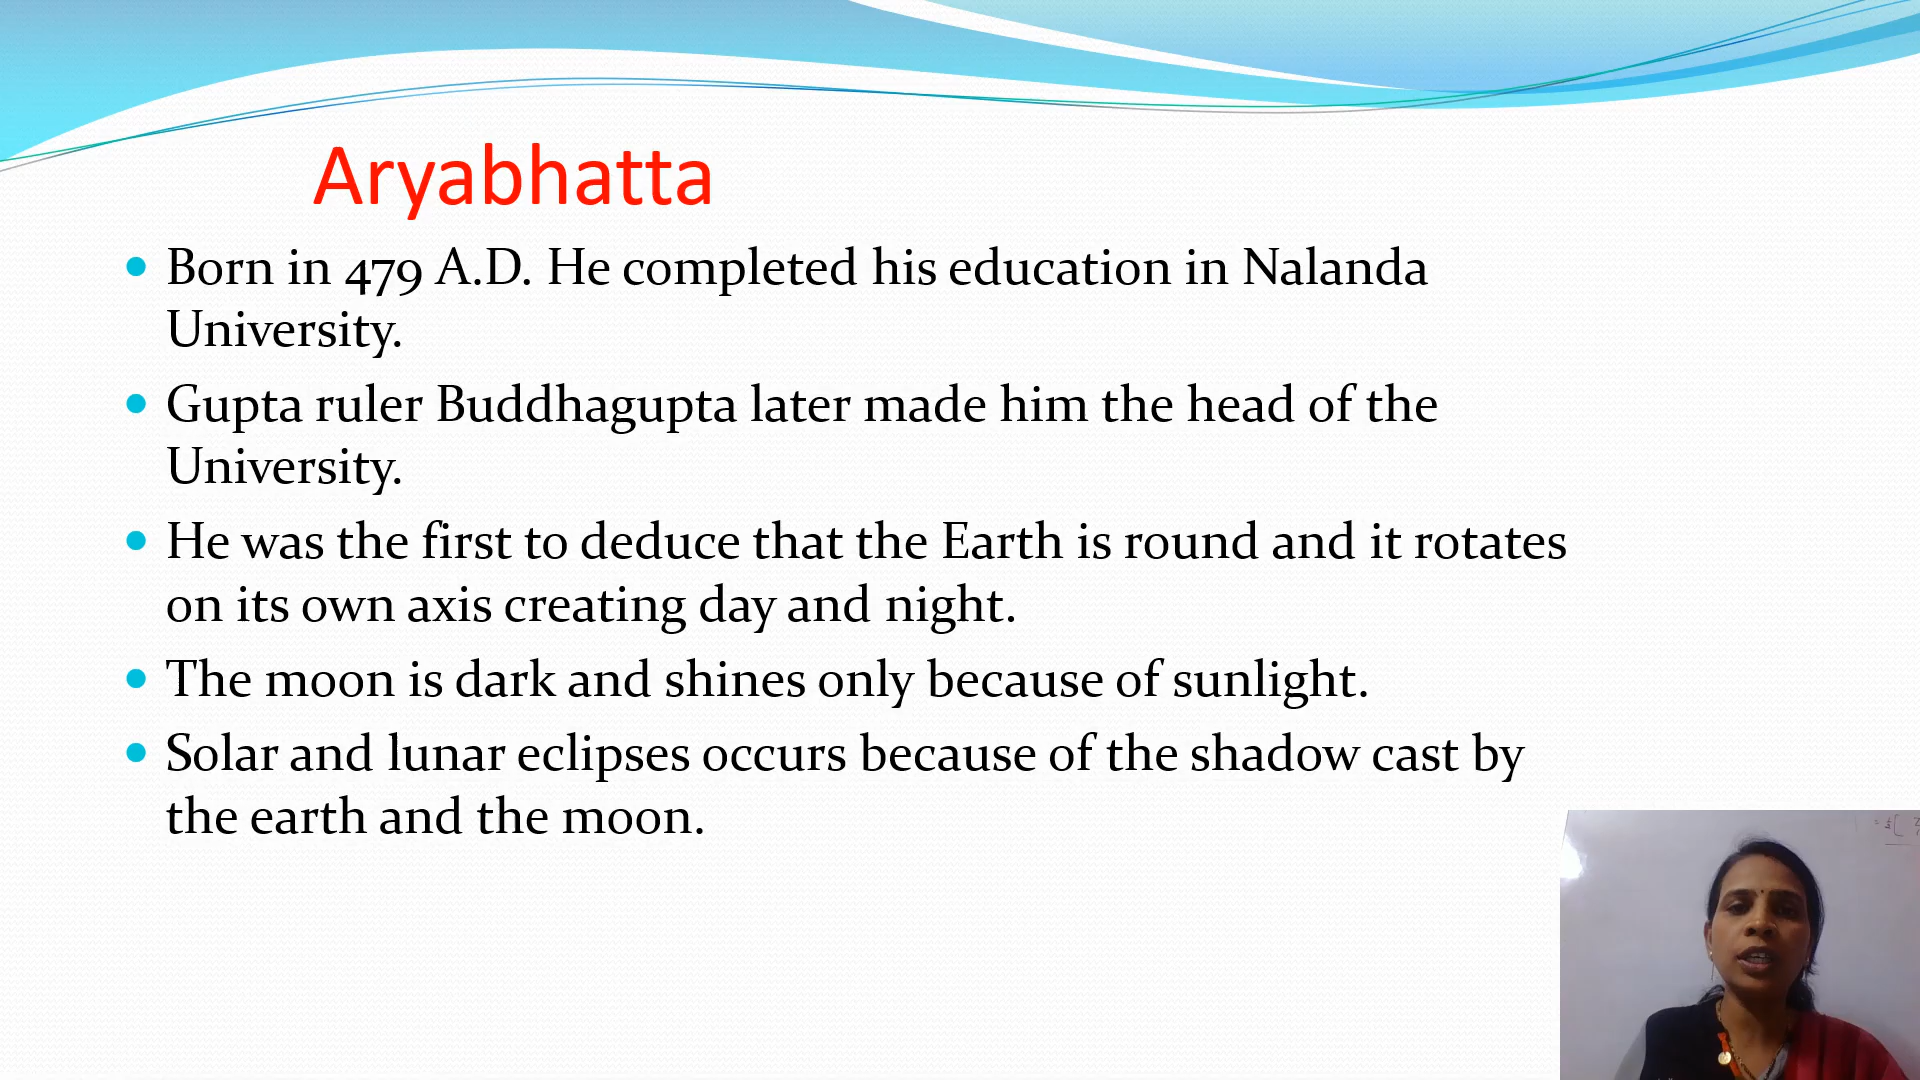 Aryabhatta
• Born in 479 A.D. He completed his education in Nalanda
University.
• Gupta ruler Buddhagupta later made him the head of the
University.
• He was the first to deduce that the Earth is round and it rotates
on its own axis creating day and night.
• The moon is dark and shines only because of sunlight.
• Solar and lunar eclipses occurs because of the shadow cast by
the earth and the moon.